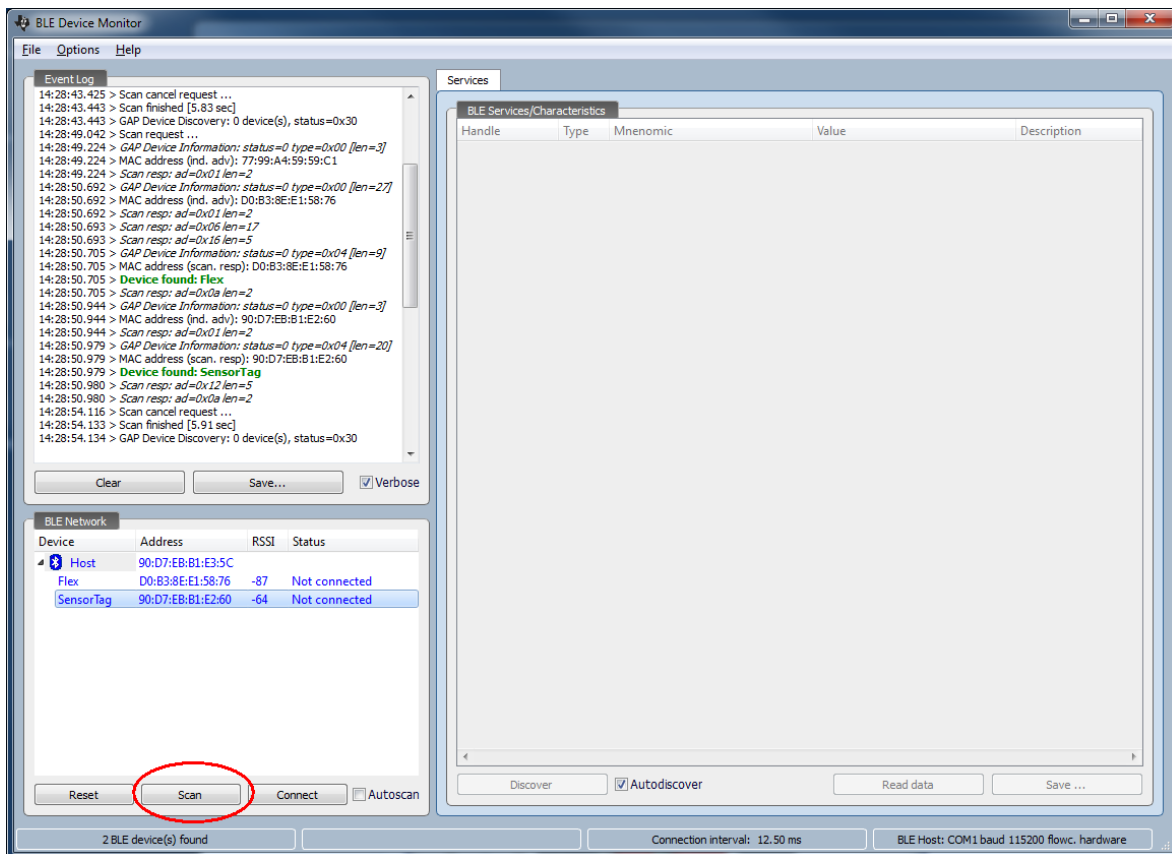 BLE Device Monitor
File Options Help
Event Log
14:28:43.425 > Scan cancel request ...
14:28:43.443 > Scan finished [5.83 sec]
14:28:43.443 > GAP Device Discovery: 0 device(s), status=0x30
14:28:49.042 > Scan request ...
14:28:49.224 > GAP Device Information: status=0 type=0x00 [len=3]
14:28:49.224 > MAC address (ind. adv): 77:99:A4:59:59:C1
14:28:49.224 > Scan resp: ad=0x01 len=2
14:28:50.692 > GAP Device Information: status=0 type=0x00 [len=27]
14:28:50.692 > MAC address (ind. adv): D0:B3:8E:E1:58:76
14:28:50.692 > Scan resp: ad=0x01 len=2
14:28:50.693 > Scan resp: ad=0x06 len=17
14:28:50.693 > Scan resp: ad=0x16 len=5
14:28:50.705 > GAP Device Information: status=0 type=0x04 [len=9]
14:28:50.705 > MAC address (scan. resp): D0:B3:8E:E1:58:76
14:28:50.705 > Device found: Flex
14:28:50.705 > Scan resp: ad=0x0a len=2
14:28:50.944 > GAP Device Information: status=0 type=0x00 [len=3]
14:28:50.944 > MAC address (ind. adv): 90:D7:EB:B1:E2:60
14:28:50.944 > Scan resp: ad=0x01 len=2
14:28:50.979 > GAP Device Information: status=0 type=0x04 [len=20]
14:28:50.979 > MAC address (scan. resp): 90:D7:EB:B1:E2:60
14:28:50.979 > Device found: SensorTag
14:28:50.980 > Scan resp: ad=0x12 len=5
14:28:50.980 > Scan resp: ad=0x0a len=2
14:28:54.116 > Scan cancel request ...
14:28:54.133 > Scan finished [5.91 sec]
14:28:54.134 > GAP Device Discovery: 0 device(s), status=0x30
Clear Save... Verbose
BLE Network
Device Address RSSI Status
Host 90:D7:EB:B1:E3:5C
Flex D0:B3:8E:E1:58:76 -87 Not connected
SensorTag 90:D7:EB:B1:E2:60 -64 Not connected
Reset Scan Connect Autoscan
Services
BLE Services/Characteristics
Handle Type Mnenomic Value Description
Discover Autodiscover Read data Save ...
2 BLE device(s) found Connection interval: 12.50 ms BLE Host: COM1 baud 115200 flowc. hardware